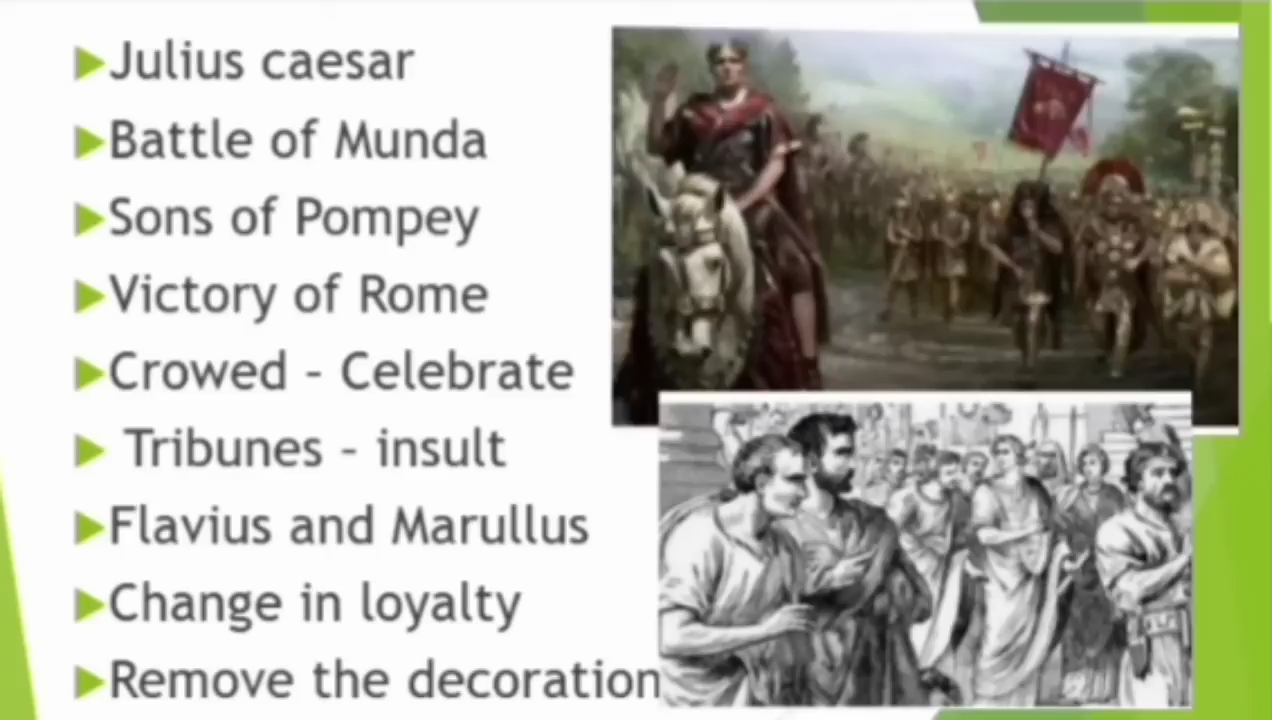 Julius caesar
Battle of Munda
Sons of Pompey
Victory of Rome
Crowed - Celebrate
Tribunes - insult
Flavius and Marullus
Change in loyalty
Remove the decoration